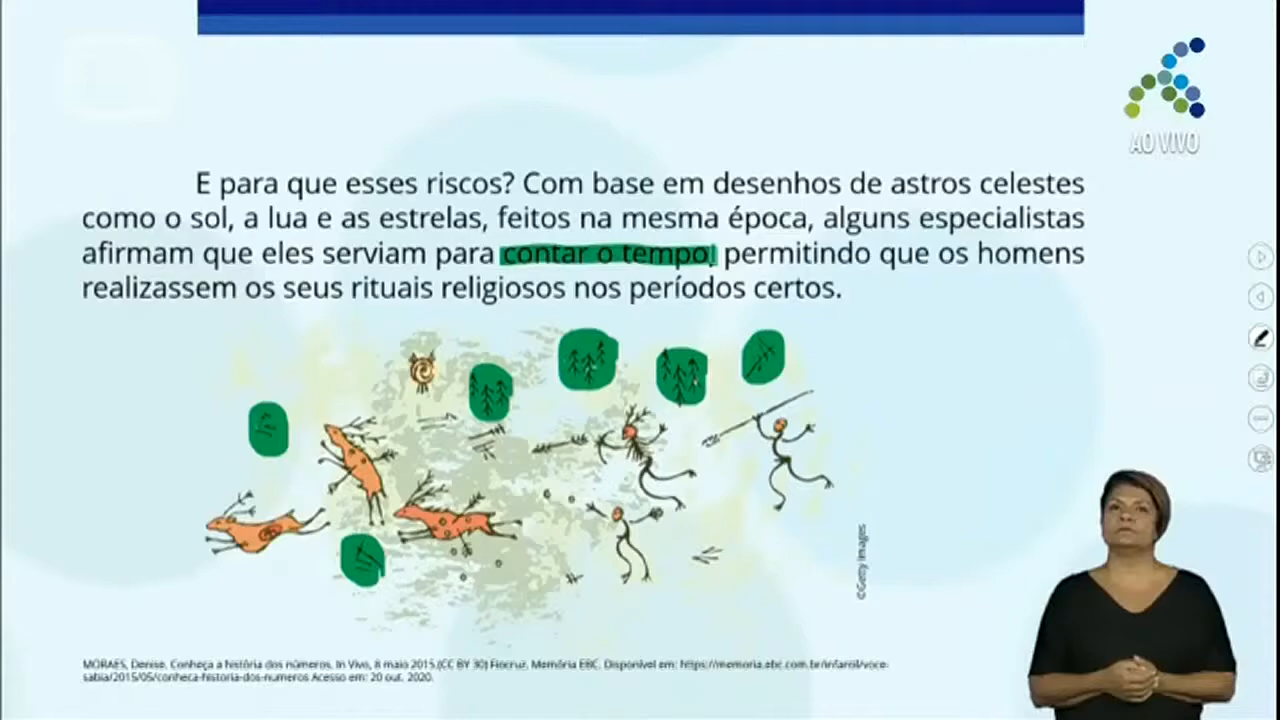 AO VIVO
E para que esses riscos? Com base em desenhos de astros celestes
como o sol, a lua e as estrelas, feitos na mesma época, alguns especialistas
afirmam que eles serviam para contar o tempo, permitindo que os homens
realizassem os seus rituais religiosos nos períodos certos.
©Getty Images
MORAES, Denise. Conheça a história dos números. In Vivo, 8 maio 2015.(CC BY 30) Fiocruz. Memória EBC. Disponível em: https://memoria.ebc.com.br/infantil/voce-
sabia/2015/05/conheca-historia-dos-numeros Acesso em: 20 out. 2020.